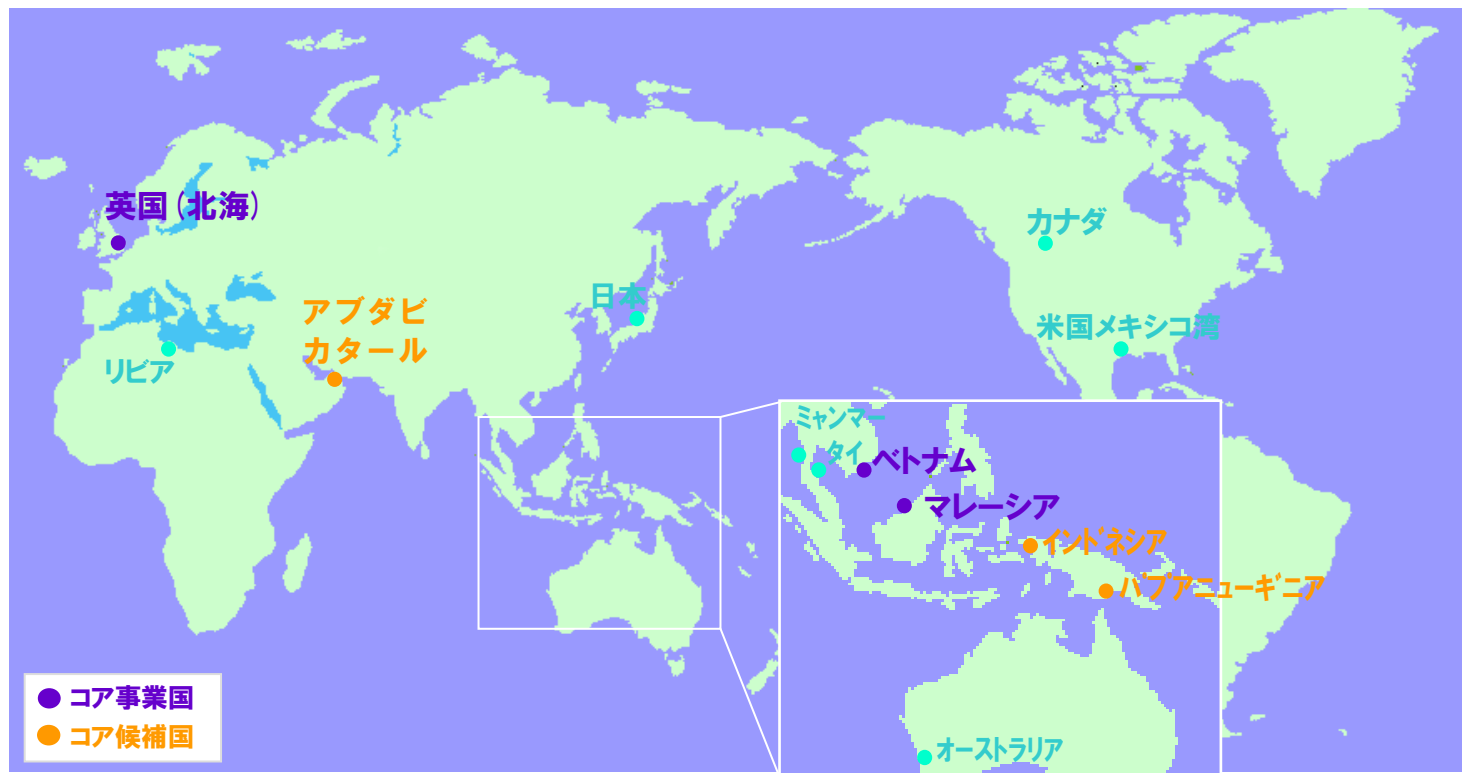 英国（北海）
カナダ
日本
アブダビ
カタール
米国メキシコ湾
リビア
ミャンマー
タイ
ベトナム
マレーシア
インドネシア
パプアニューギニア
オーストラリア
コア事業国
コア候補国